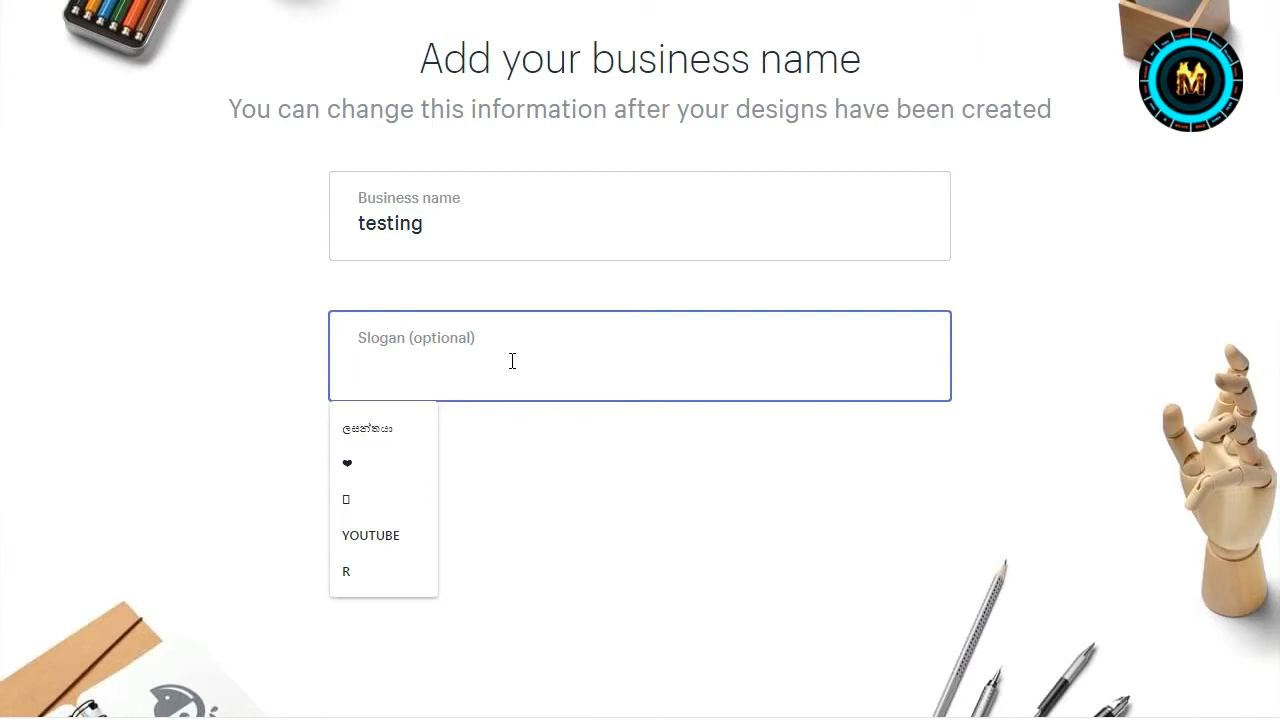 Add your business name
You can change this information after your designs have been created
Business name
testing
Slogan (optional)
ලසන්තයා
❤
YOUTUBE
R
M